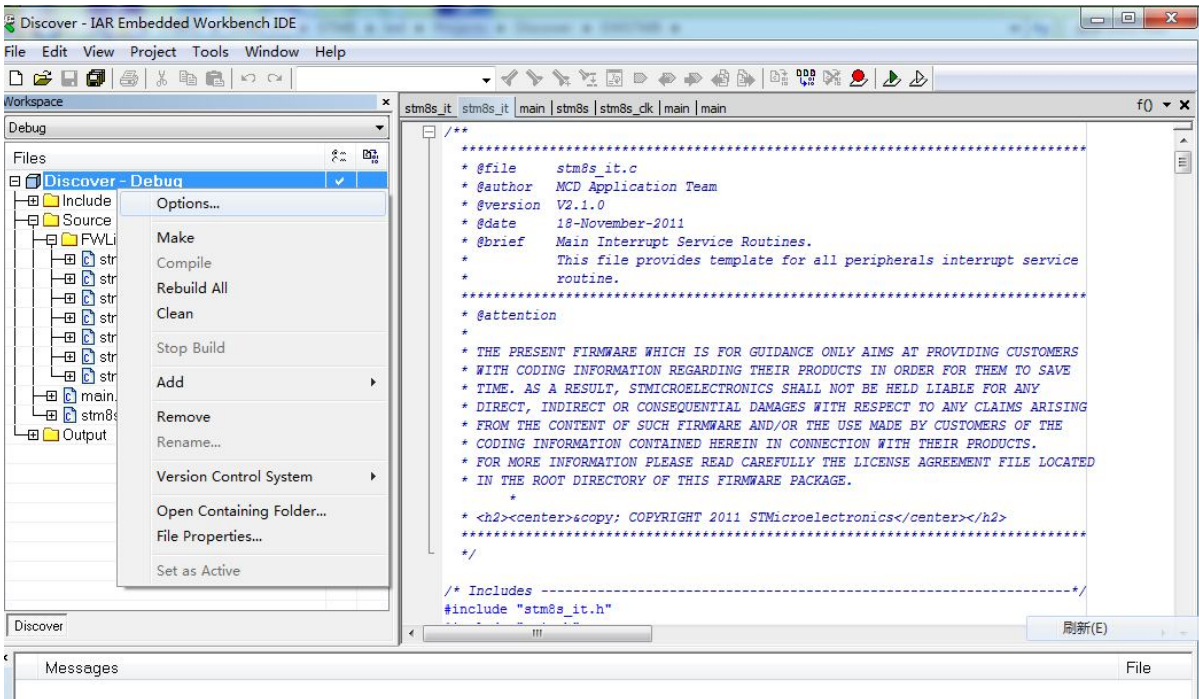 Discover - IAR Embedded Workbench IDE
File Edit View Project Tools Window Help
Workspace
Debug
Files
Discover - Debug
Include
Source
FWLi
str
str
str
str
str
str
str
main.
stm8s
Output
Discover
Options...
Make
Compile
Rebuild All
Clean
Stop Build
Add
Remove
Rename...
Version Control System
Open Containing Folder...
File Properties...
Set as Active
stm8s_it stm8s_it main stm8s stm8s_clk main main
f()
/**
******************************************************************************
* @file stm8s_it.c
* @author MCD Application Team
* @version V2.1.0
* @date 18-November-2011
* @brief Main Interrupt Service Routines.
* This file provides template for all peripherals interrupt service
* routine.
******************************************************************************
* @attention
*
* THE PRESENT FIRMWARE WHICH IS FOR GUIDANCE ONLY AIMS AT PROVIDING CUSTOMERS
* WITH CODING INFORMATION REGARDING THEIR PRODUCTS IN ORDER FOR THEM TO SAVE
* TIME. AS A RESULT, STMICROELECTRONICS SHALL NOT BE HELD LIABLE FOR ANY
* DIRECT, INDIRECT OR CONSEQUENTIAL DAMAGES WITH RESPECT TO ANY CLAIMS ARISING
* FROM THE CONTENT OF SUCH FIRMWARE AND/OR THE USE MADE BY CUSTOMERS OF THE
* CODING INFORMATION CONTAINED HEREIN IN CONNECTION WITH THEIR PRODUCTS.
* FOR MORE INFORMATION PLEASE READ CAREFULLY THE LICENSE AGREEMENT FILE LOCATED
* IN THE ROOT DIRECTORY OF THIS FIRMWARE PACKAGE.
*
* <h2><center>&copy; COPYRIGHT 2011 STMicroelectronics</center></h2>
******************************************************************************
*/
/* Includes ------------------------------------------------------------------*/
#include "stm8s_it.h"
刷新(E)
Messages File